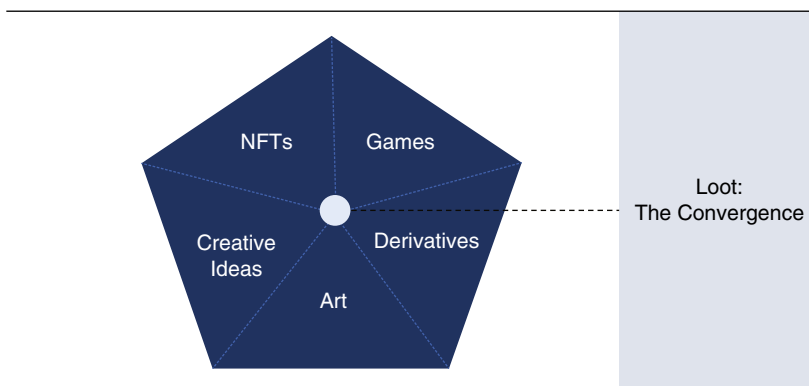 NFTs
Games
Creative
Ideas
Derivatives
Art
Loot:
The Convergence